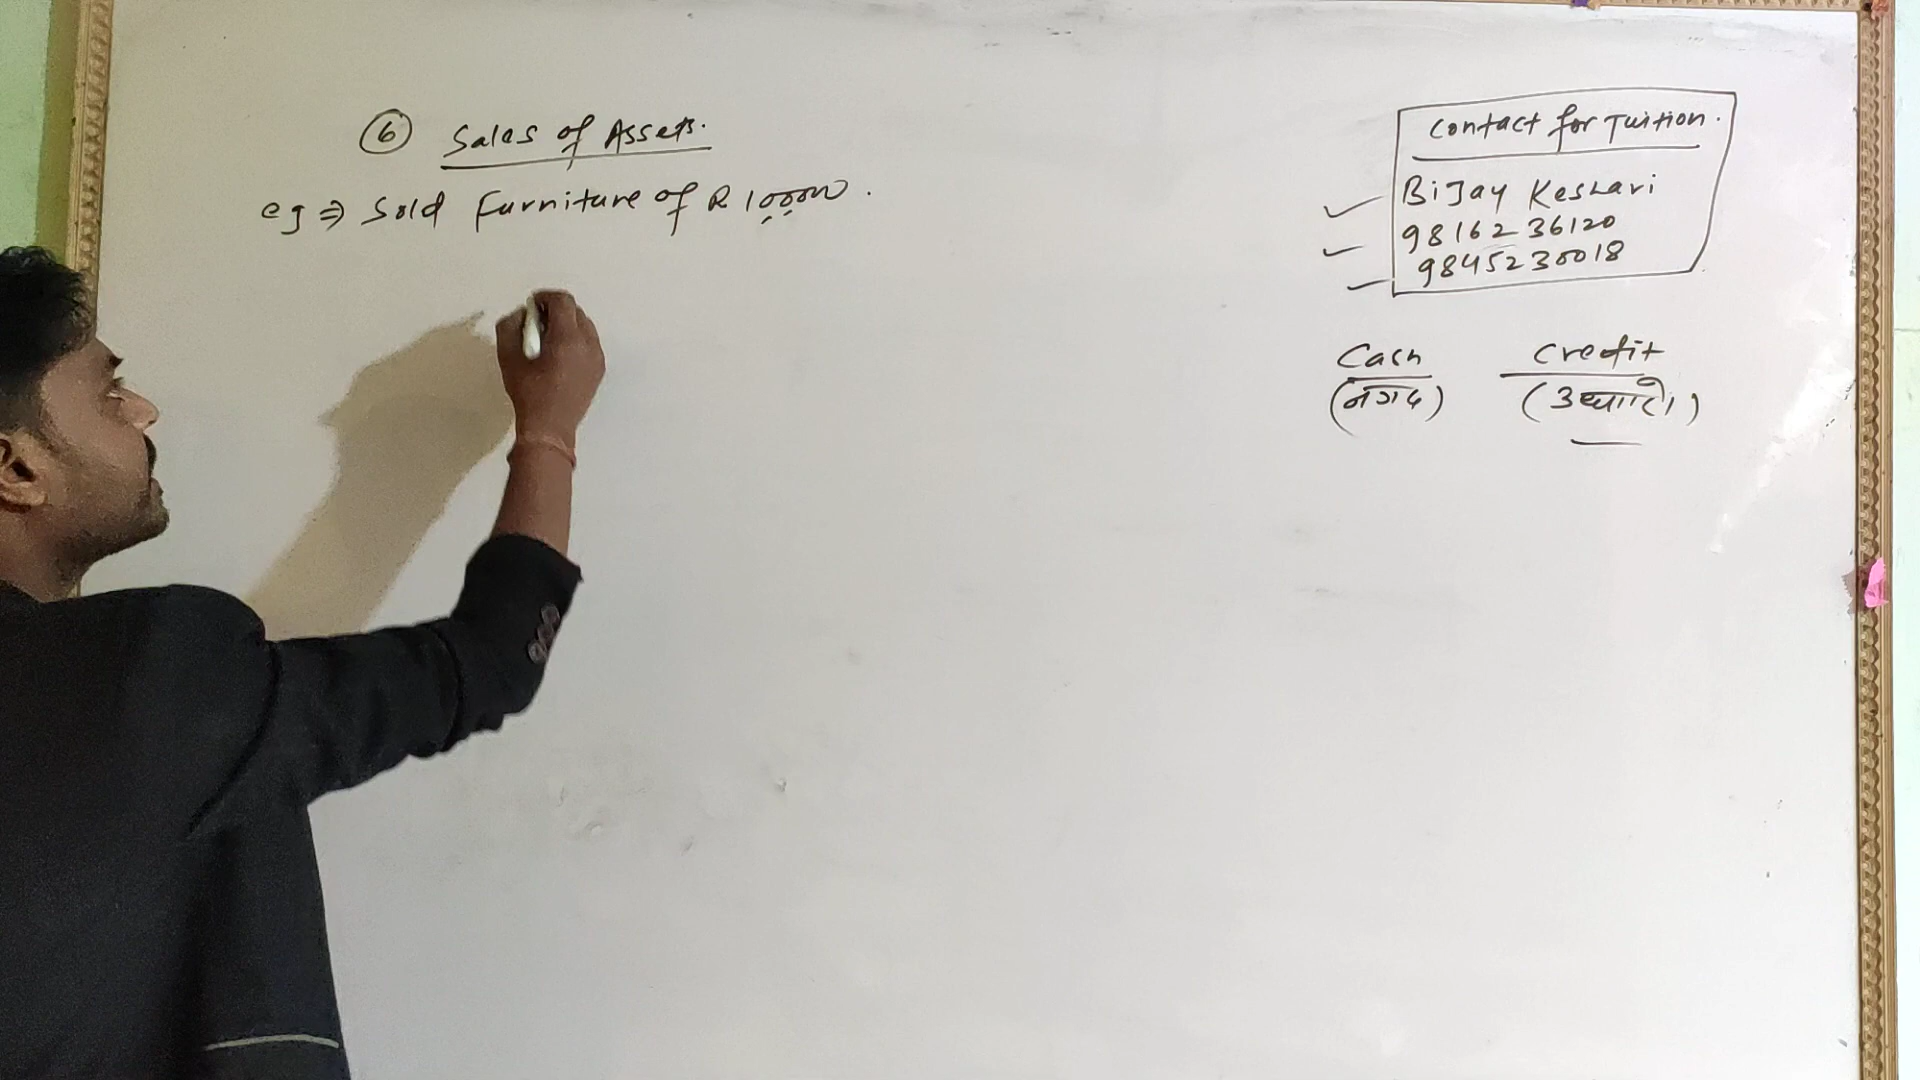 ⑥ Sales of Assets.
eg ⇒ Sold Furniture of R 100000.
Contact for Tuition.
Bijay Keshari
9816236120
9845230018
Cash Credit
(नगद) (उधारो)